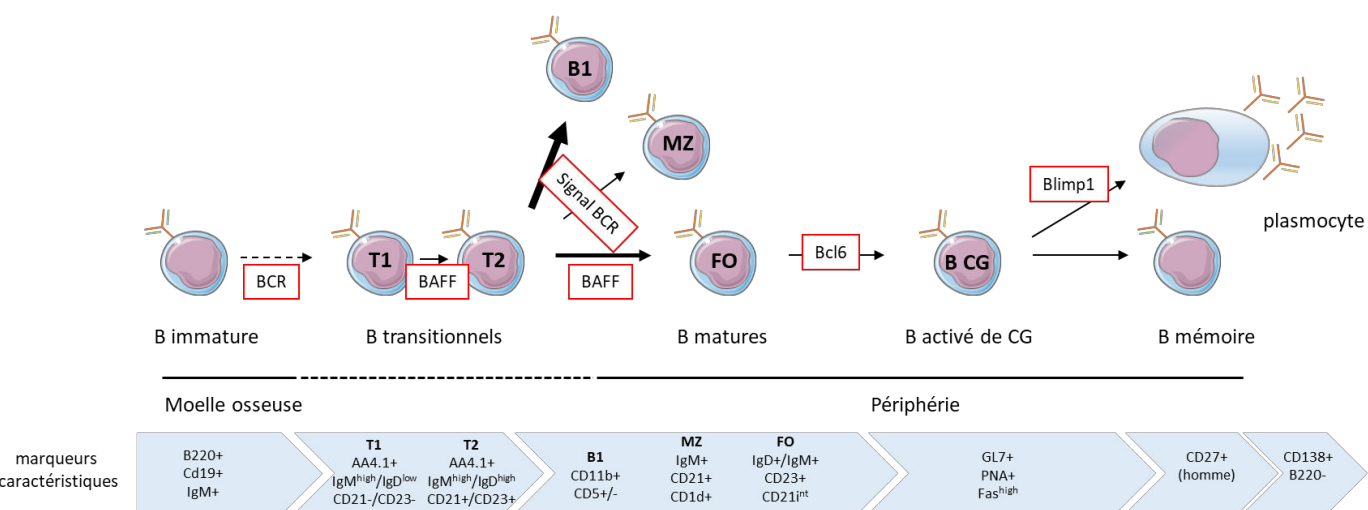 B1
MZ
Signal BCR
Blimp1
plasmocyte
T1
T2
FO
Bcl6
B CG
BCR
BAFF
BAFF
B immature
B transitionnels
B matures
B activé de CG
B mémoire
Moelle osseuse
Périphérie
marqueurs
caractéristiques
B220+
Cd19+
IgM+
T1
AA4.1+
IgMhigh/IgDlow
CD21-/CD23-
T2
AA4.1+
IgMhigh/IgDhigh
CD21+/CD23+
B1
CD11b+
CD5+/-
MZ
IgM+
CD21+
CD1d+
FO
IgD+/IgM+
CD23+
CD21int
GL7+
PNA+
Fashigh
CD27+
(homme)
CD138+
B220-